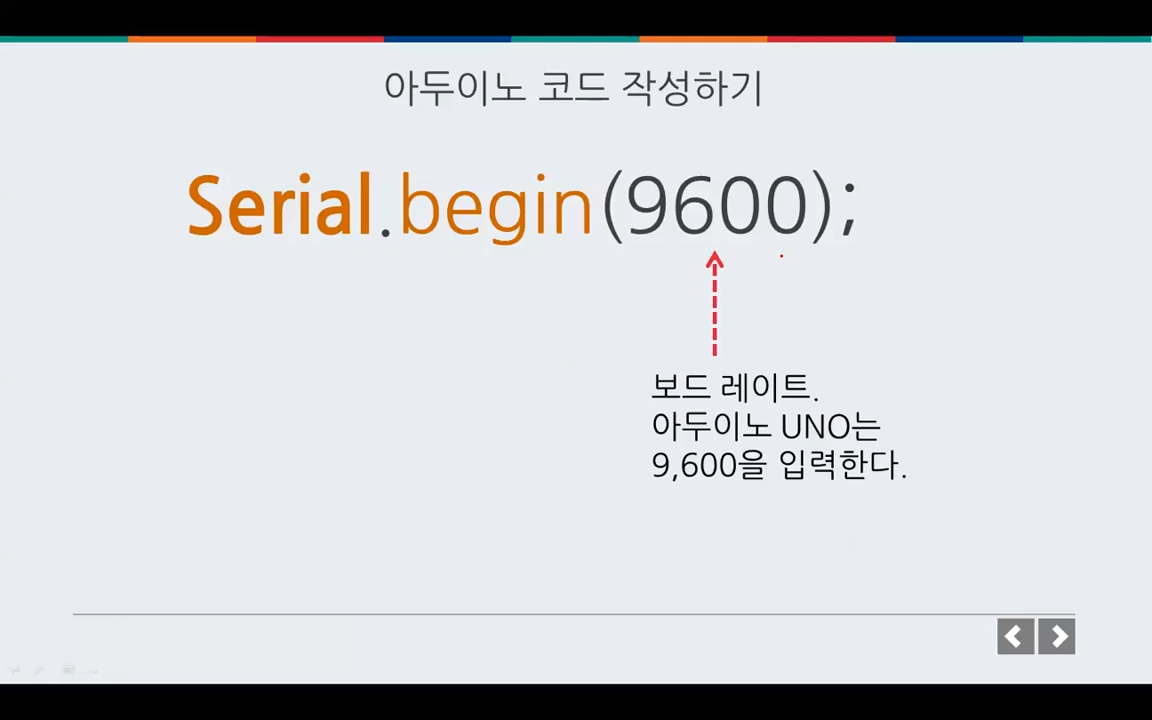 아두이노 코드 작성하기
Serial.begin(9600);
보드 레이트.
아두이노 UNO는
9,600을 입력한다.